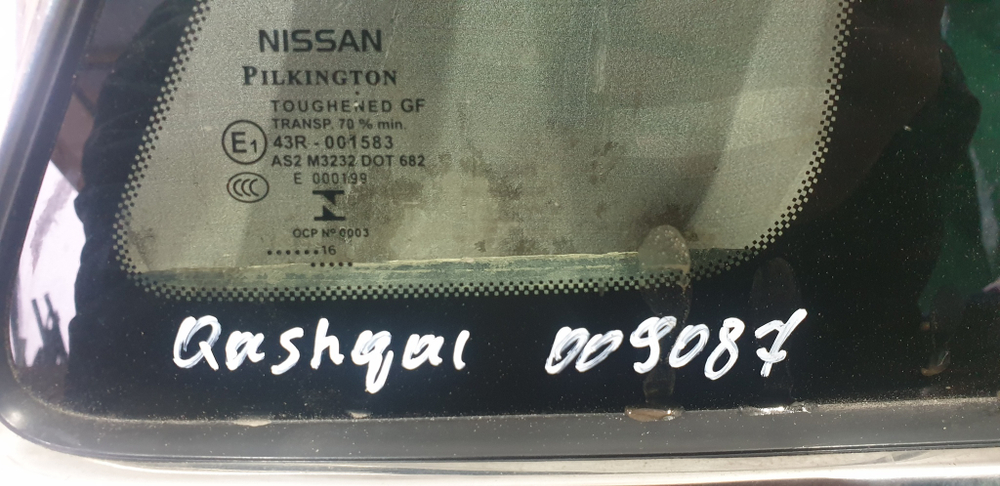 NISSAN
PILKINGTON
TOUGHENED GF
TRANSP. 70 % min.
E1 43R - 001583
AS2 M3232 DOT 682
E 000199
CCC
OCP Nº 0003
••••••16
•••••
Qashqai 009087